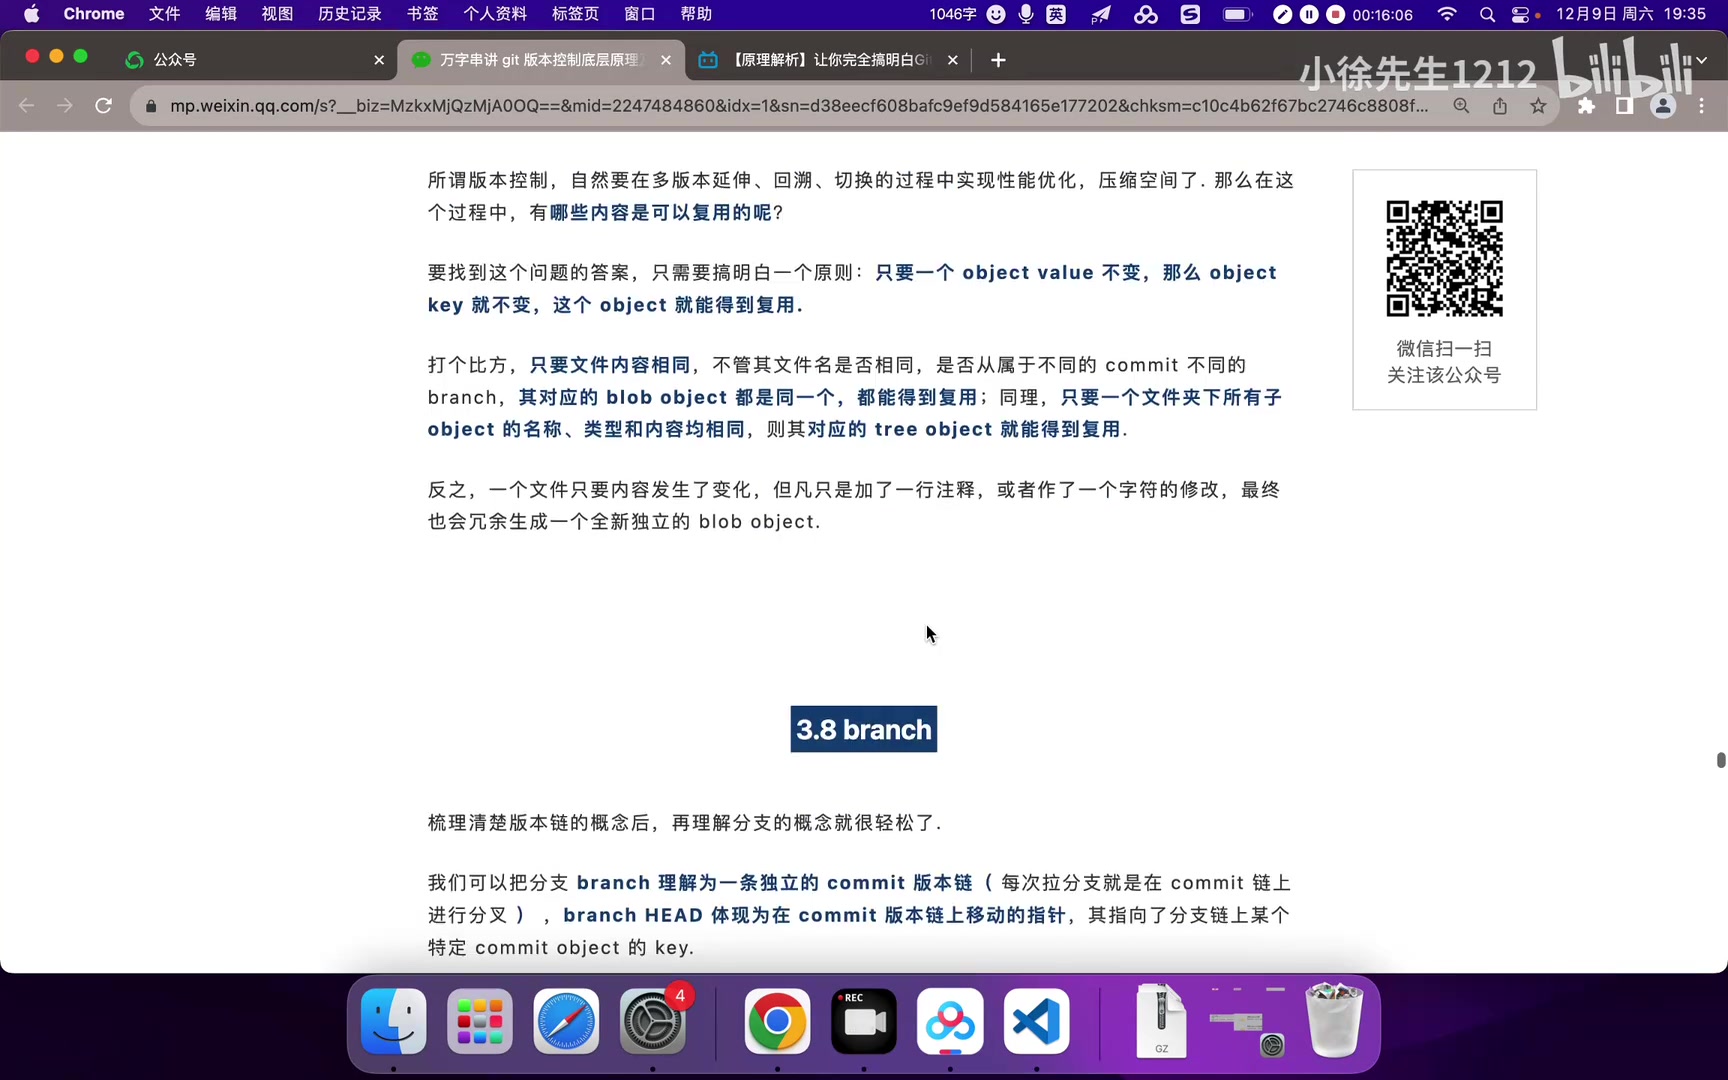 Chrome 文件 编辑 视图 历史记录 书签 个人资料 标签页 窗口 帮助 1046字 英 00:16:06 12月9日 周六 19:35
公众号 万字串讲 git 版本控制底层原理 【原理解析】让你完全搞明白Gi
小徐先生1212 bilibili
mp.weixin.qq.com/s?__biz=MzkxMjQzMjA0OQ==&mid=2247484860&idx=1&sn=d38eecf608bafc9ef9d584165e177202&chksm=c10c4b62f67bc2746c8808f...
所谓版本控制，自然要在多版本延伸、回溯、切换的过程中实现性能优化，压缩空间了. 那么在这
个过程中，有哪些内容是可以复用的呢？
要找到这个问题的答案，只需要搞明白一个原则：只要一个 object value 不变，那么 object
key 就不变，这个 object 就能得到复用.
打个比方，只要文件内容相同，不管其文件名是否相同，是否从属于不同的 commit 不同的
branch，其对应的 blob object 都是同一个，都能得到复用；同理，只要一个文件夹下所有子
object 的名称、类型和内容均相同，则其对应的 tree object 就能得到复用.
反之，一个文件只要内容发生了变化，但凡只是加了一行注释，或者作了一个字符的修改，最终
也会冗余生成一个全新独立的 blob object.
微信扫一扫
关注该公众号
3.8 branch
梳理清楚版本链的概念后，再理解分支的概念就很轻松了.
我们可以把分支 branch 理解为一条独立的 commit 版本链（ 每次拉分支就是在 commit 链上
进行分叉 ） ，branch HEAD 体现为在 commit 版本链上移动的指针，其指向了分支链上某个
特定 commit object 的 key.
4
REC
GZ